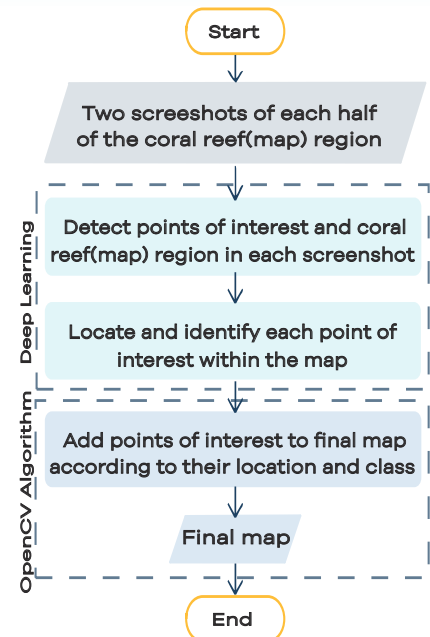 Start
Two screeshots of each half
of the coral reef(map) region
Deep Learning
Detect points of interest and coral
reef(map) region in each screenshot
Locate and identify each point of
interest within the map
OpenCV Algorithm
Add points of interest to final map
according to their location and class
Final map
End